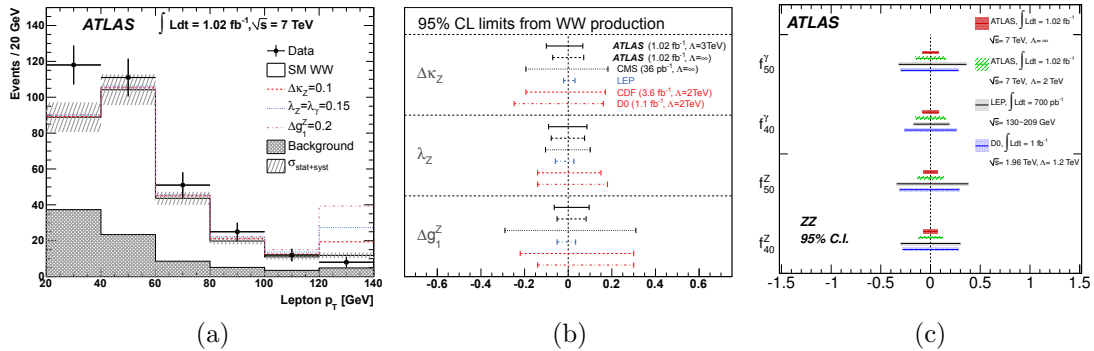 ATLAS ∫ Ldt = 1.02 fb⁻¹,√s = 7 TeV
Events / 20 GeV
140
120
100
80
60
40
20
0
Data
SM WW
Δκ_Z=0.1
λ_Z=λ_γ=0.15
Δg₁^Z=0.2
Background
σ_stat+syst
20 40 60 80 100 120 140
Lepton p_T [GeV]
(a)
95% CL limits from WW production
ATLAS (1.02 fb⁻¹, Λ=3TeV)
ATLAS (1.02 fb⁻¹, Λ=∞)
CMS (36 pb⁻¹, Λ=∞)
LEP
CDF (3.6 fb⁻¹, Λ=2TeV)
D0 (1.1 fb⁻¹, Λ=2TeV)
Δκ_Z
λ_Z
Δg₁^Z
-0.6 -0.4 -0.2 0 0.2 0.4 0.6
(b)
ATLAS
ATLAS, ∫ Ldt = 1.02 fb⁻¹
√s= 7 TeV, Λ=∞
ATLAS, ∫ Ldt = 1.02 fb⁻¹
√s= 7 TeV, Λ= 2 TeV
LEP, ∫ Ldt = 700 pb⁻¹
√s= 130~209 GeV
D0, ∫ Ldt = 1 fb⁻¹
√s= 1.96 TeV, Λ= 1.2 TeV
f₅₀^γ
f₄₀^γ
f₅₀^Z
f₄₀^Z
ZZ
95% C.I.
-1.5 -1 -0.5 0 0.5 1 1.5
(c)